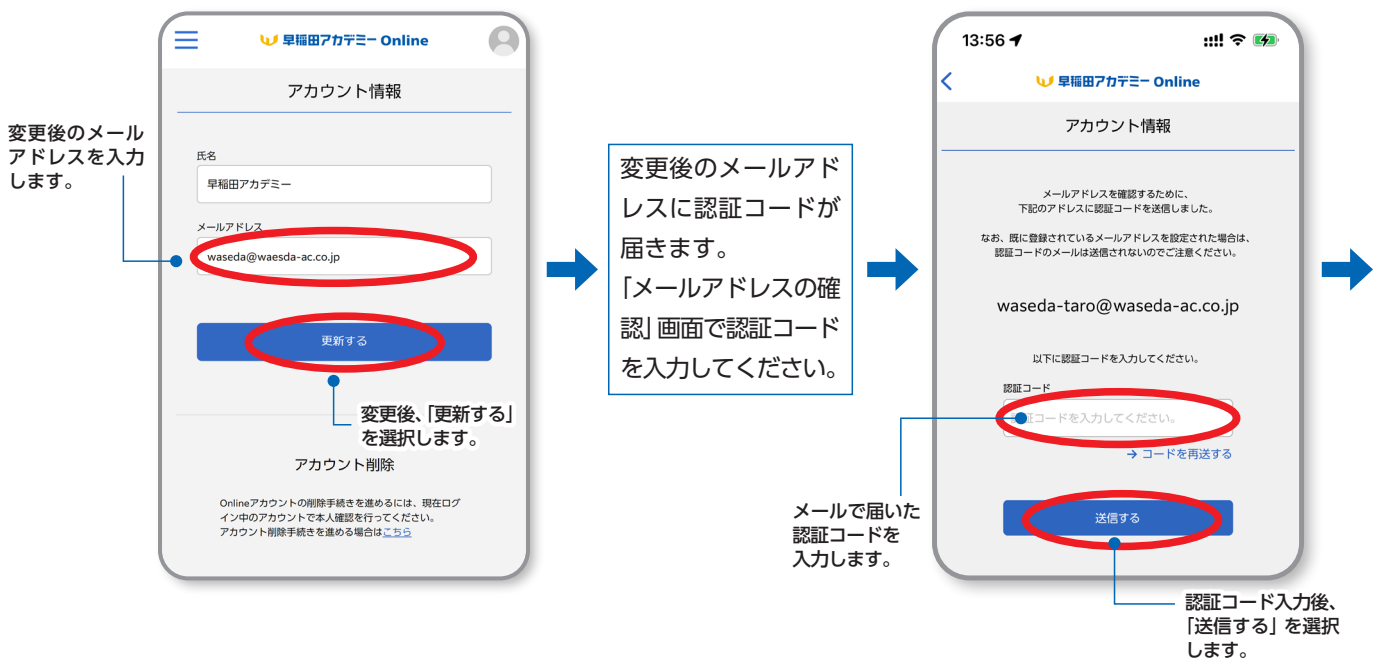 変更後のメール
アドレスを入力
します。
早稲田アカデミー Online
アカウント情報
氏名
早稲田アカデミー
メールアドレス
waseda@waesda-ac.co.jp
更新する
変更後、「更新する」
を選択します。
アカウント削除
Onlineアカウントの削除手続きを進めるには、現在ログ
イン中のアカウントで本人確認を行ってください。
アカウント削除手続きを進める場合はこちら
変更後のメールアド
レスに認証コードが
届きます。
「メールアドレスの確
認」画面で認証コード
を入力してください。
13:56
早稲田アカデミー Online
アカウント情報
メールアドレスを確認するために、
下記のアドレスに認証コードを送信しました。
なお、既に登録されているメールアドレスを設定された場合は、
認証コードのメールは送信されないのでご注意ください。
waseda-taro@waseda-ac.co.jp
以下に認証コードを入力してください。
認証コード
認証コードを入力してください。
→ コードを再送する
送信する
メールで届いた
認証コードを
入力します。
認証コード入力後、
「送信する」を選択
します。